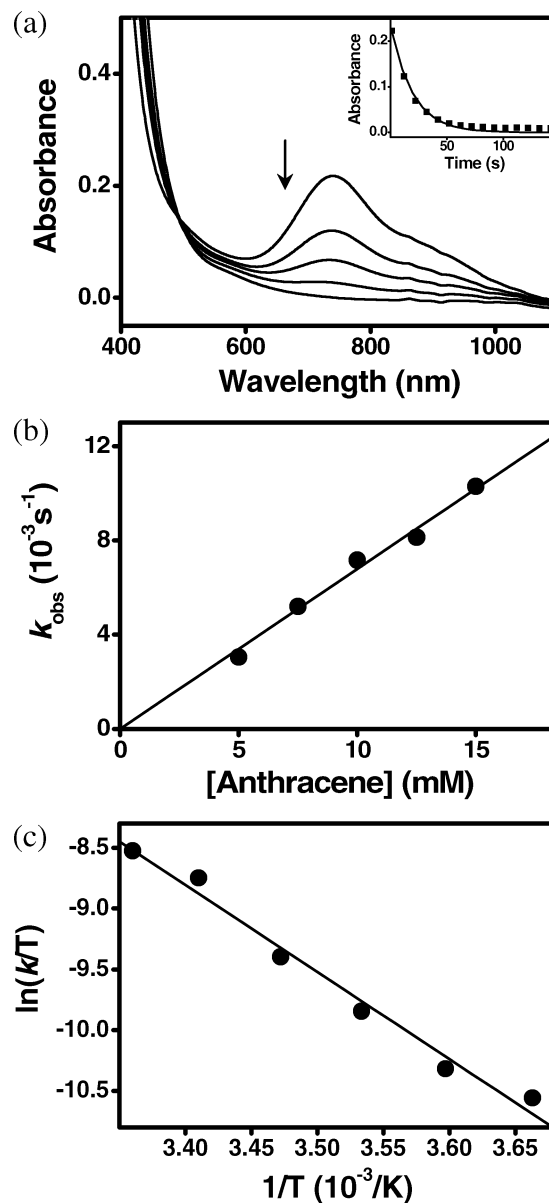 (a)
0.4
0.2
0.0
Absorbance
400 600 800 1000
Wavelength (nm)
0.2
0.1
0.0
Absorbance
50 100
Time (s)
(b)
12
8
4
0
k_obs (10^-3 s^-1)
0 5 10 15
[Anthracene] (mM)
(c)
-8.5
-9.0
-9.5
-10.0
-10.5
ln(k/T)
3.40 3.45 3.50 3.55 3.60 3.65
1/T (10^-3/K)